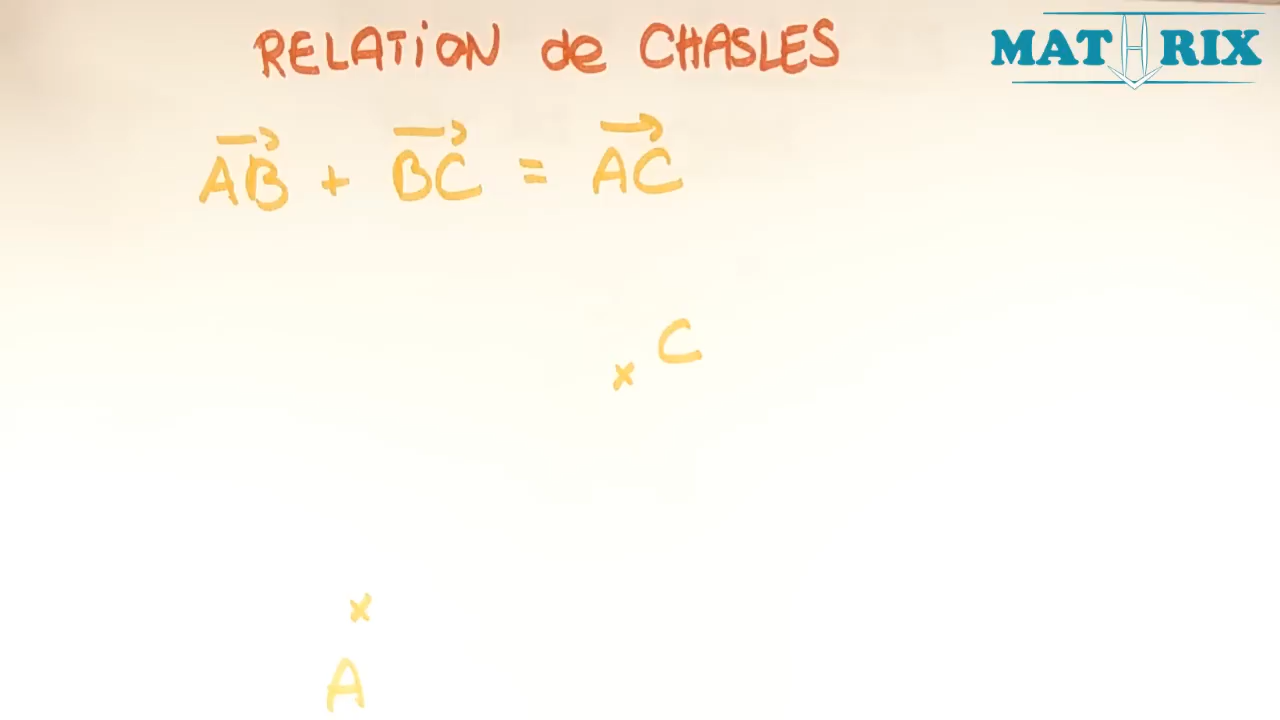 RELATiON de CHASLES
MATHRIX
AB + BC = AC
C
A